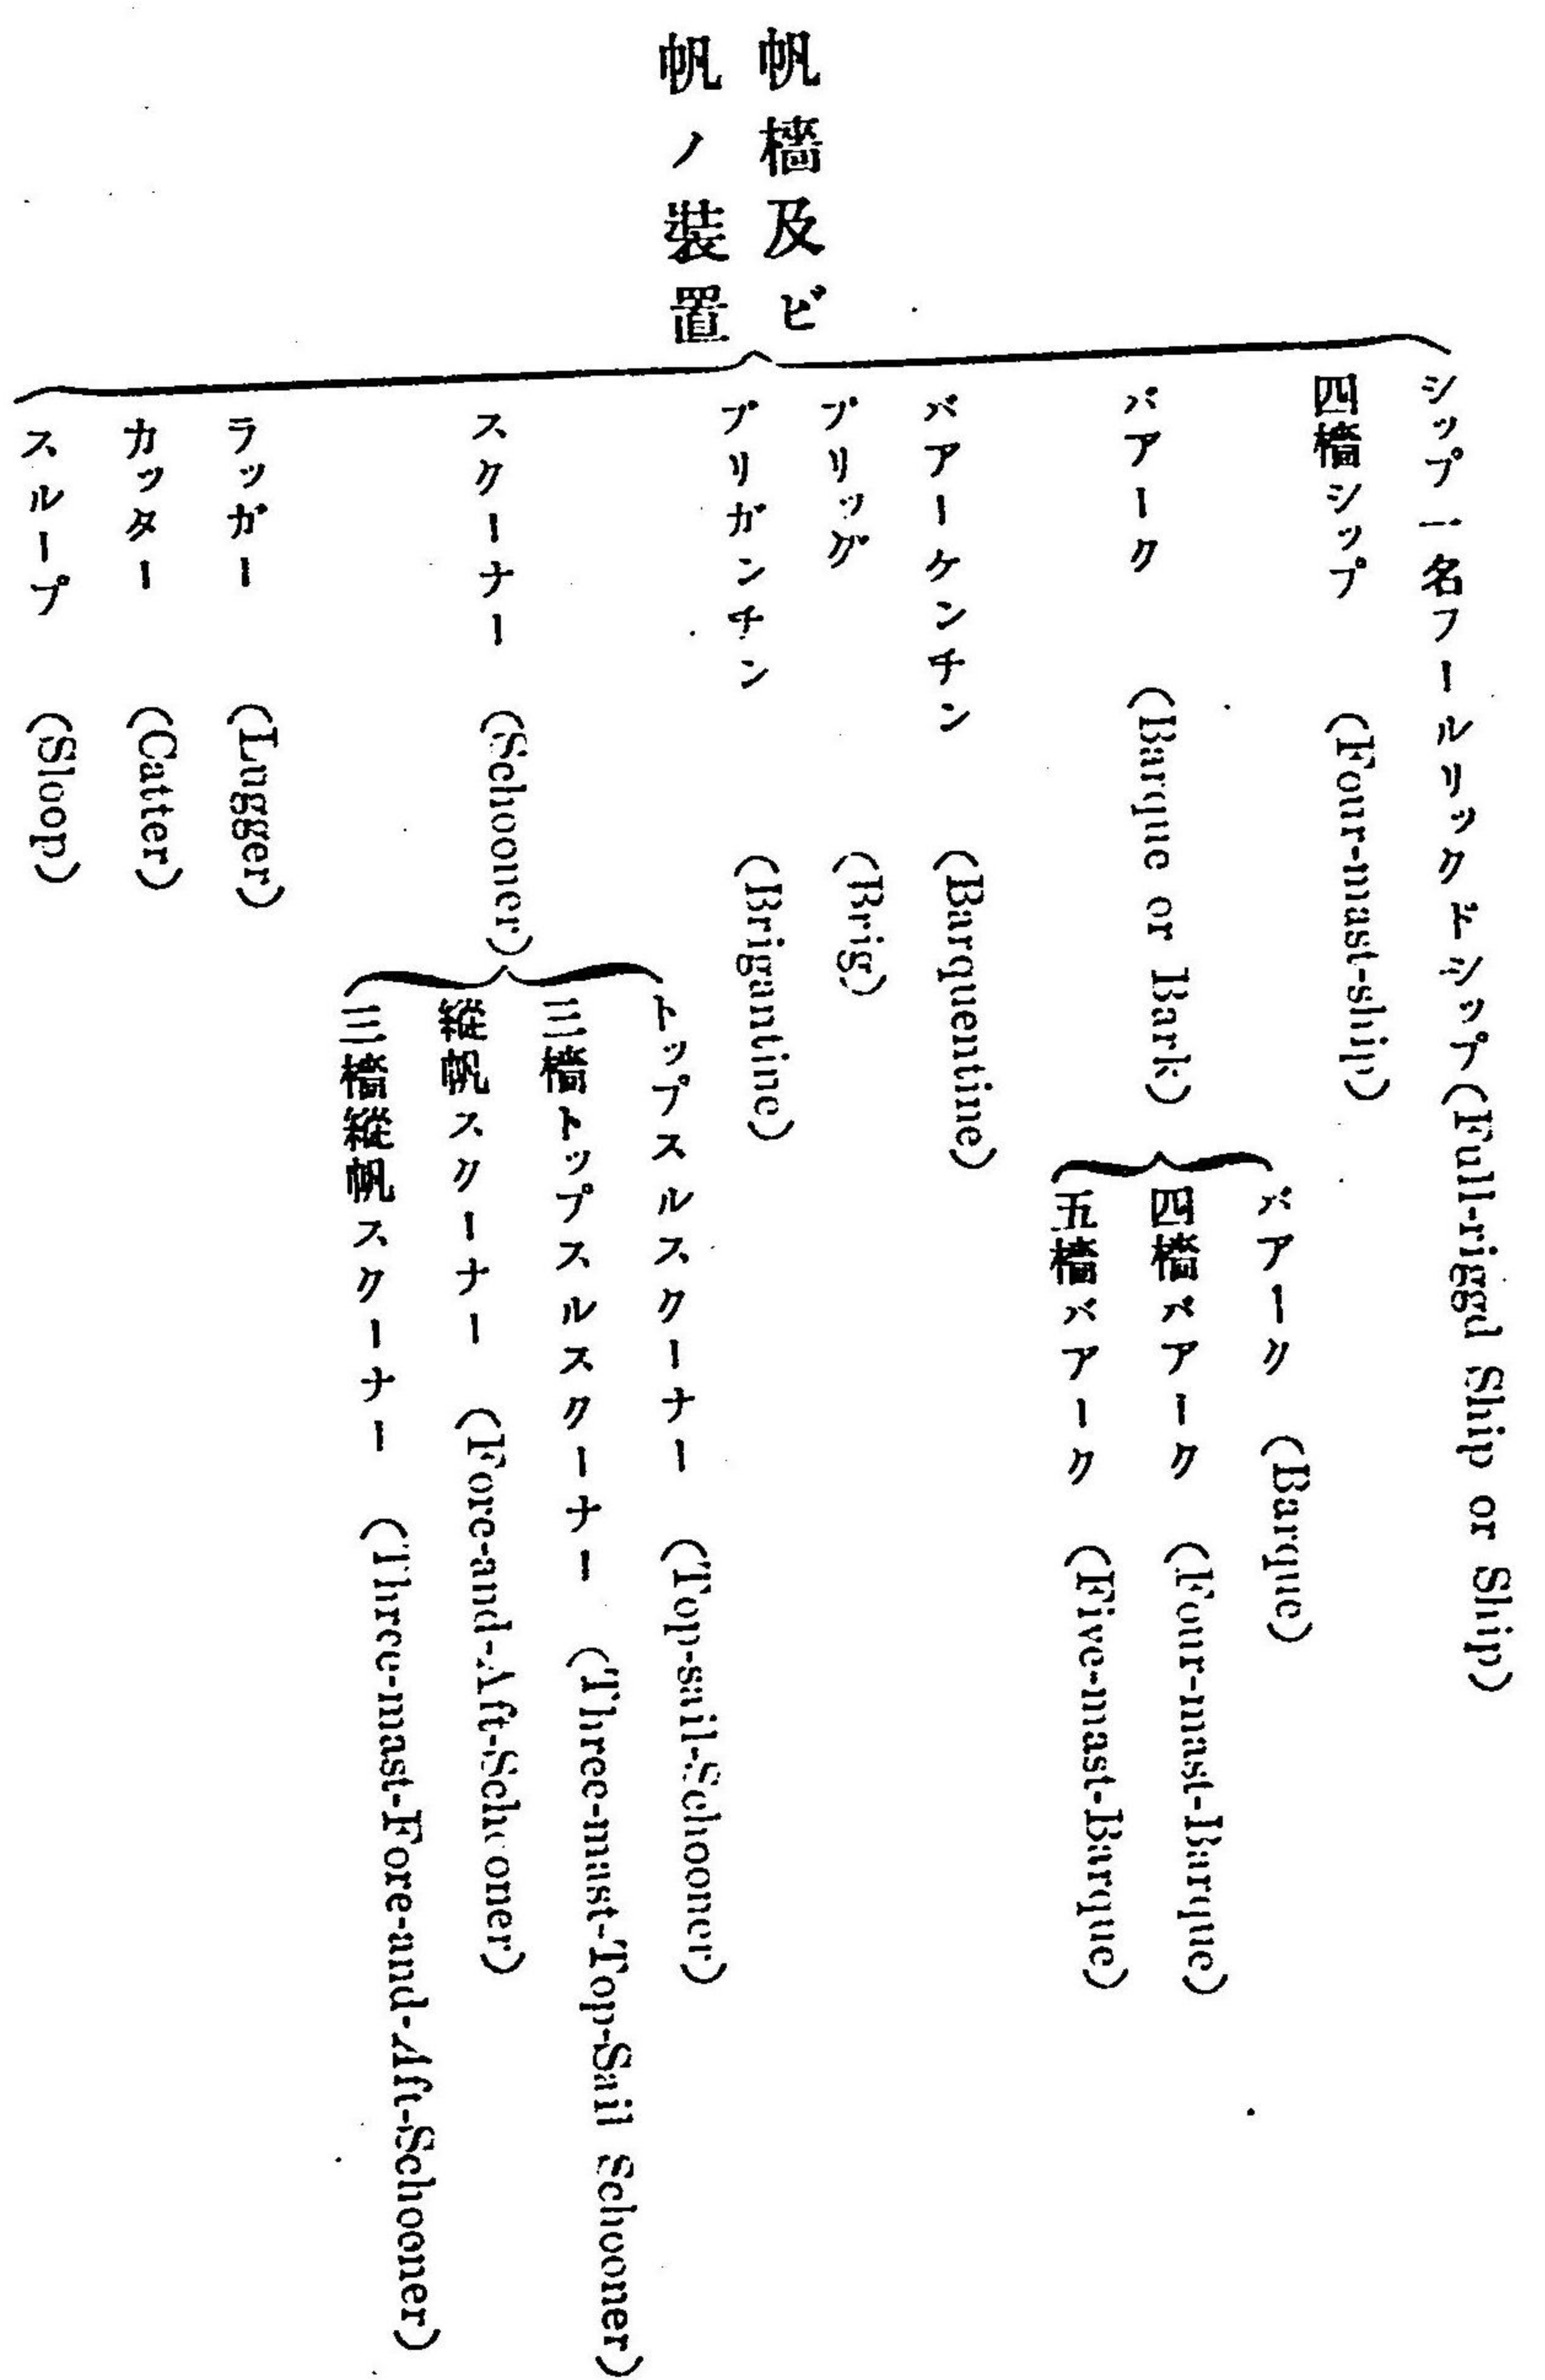 帆檣及ビ
帆ノ装置
シップ一名フールリックドシップ(Full-riggd Ship or Ship)
四檣シップ (Four-mast-ship)
バアーク (Barque or Bark)
バアーク (Barque)
四檣バアーク (Four-mast-Barque)
五檣バアーク (Five-mast-Barque)
バアーケンチン (Barquentine)
ブリッグ (Brig)
ブリガンチン (Brigantine)
スクーナー (Schooner)
トップスルスクーナー (Top-sail-Schooner)
三檣トップスルスクーナー (Three-mast-Top-Sail Schooner)
縱帆スクーナー (Fore-and-Aft-Schooner)
三檣縱帆スクーナー (Three-mast-Fore-and-Aft-Schooner)
ラッガー (Lugger)
カッター (Catter)
スループ (Sloop)